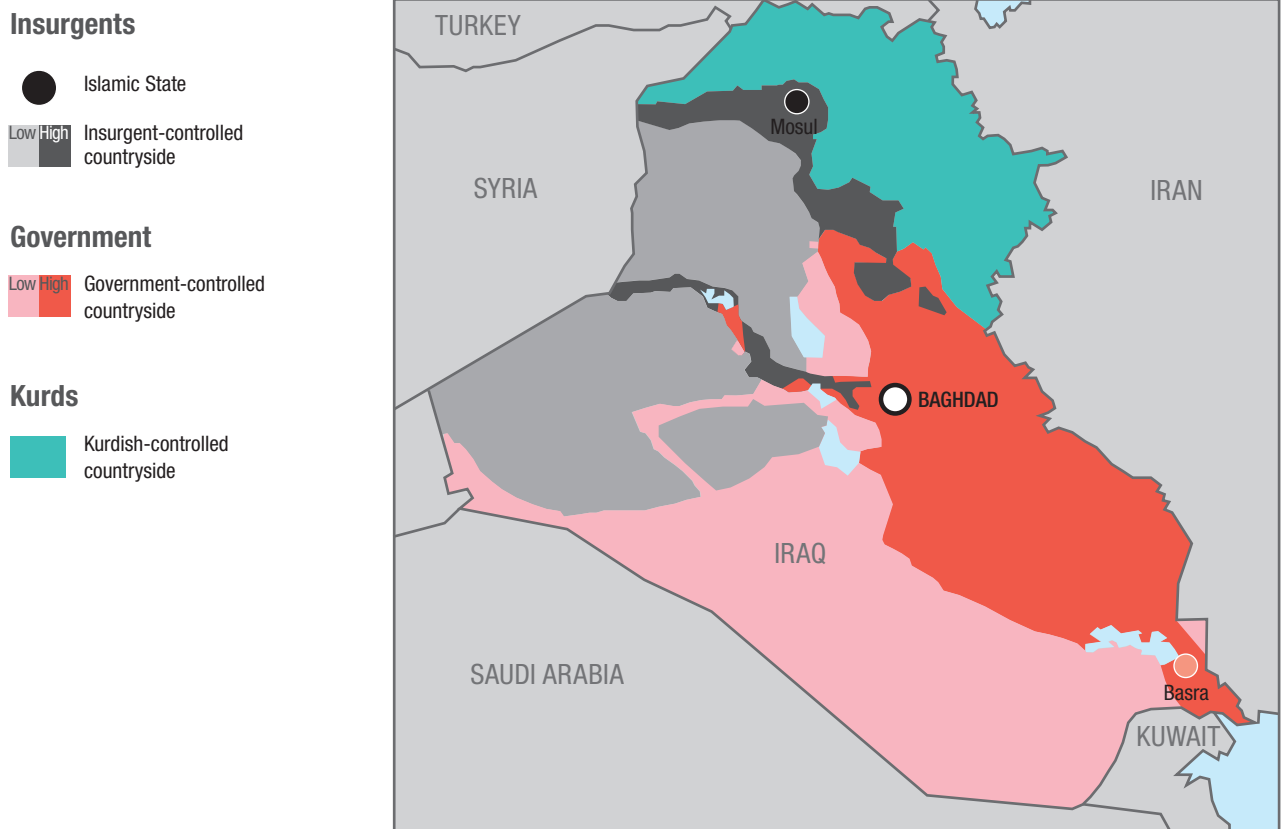 Insurgents
Islamic State
Low High
Insurgent-controlled
countryside
Government
Low High
Government-controlled
countryside
Kurds
Kurdish-controlled
countryside
TURKEY
Mosul
SYRIA
IRAN
BAGHDAD
IRAQ
SAUDI ARABIA
Basra
KUWAIT